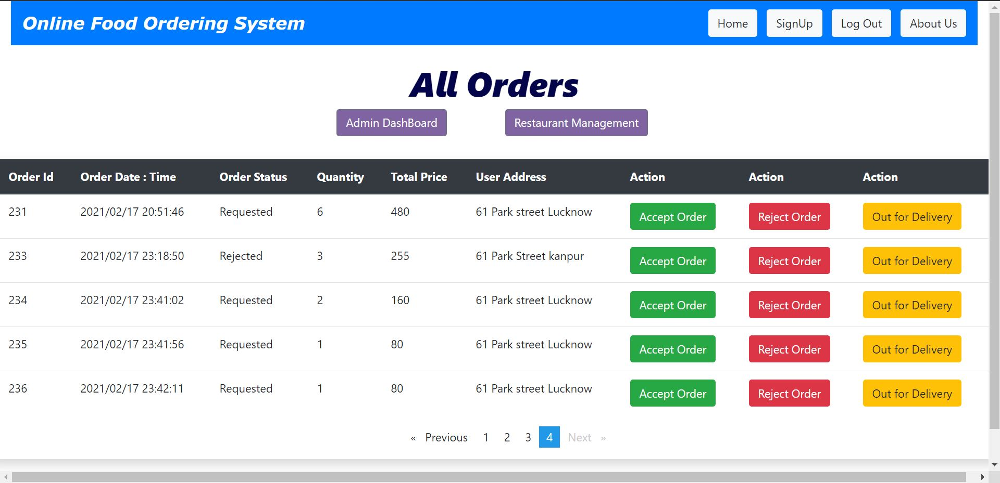 Online Food Ordering System Home SignUp Log Out About Us
All Orders
Admin DashBoard Restaurant Management
Order Id Order Date : Time Order Status Quantity Total Price User Address Action Action Action
231 2021/02/17 20:51:46 Requested 6 480 61 Park street Lucknow Accept Order Reject Order Out for Delivery
233 2021/02/17 23:18:50 Rejected 3 255 61 Park Street kanpur Accept Order Reject Order Out for Delivery
234 2021/02/17 23:41:02 Requested 2 160 61 Park street Lucknow Accept Order Reject Order Out for Delivery
235 2021/02/17 23:41:56 Requested 1 80 61 Park street Lucknow Accept Order Reject Order Out for Delivery
236 2021/02/17 23:42:11 Requested 1 80 61 Park street Lucknow Accept Order Reject Order Out for Delivery
« Previous 1 2 3 4 Next »